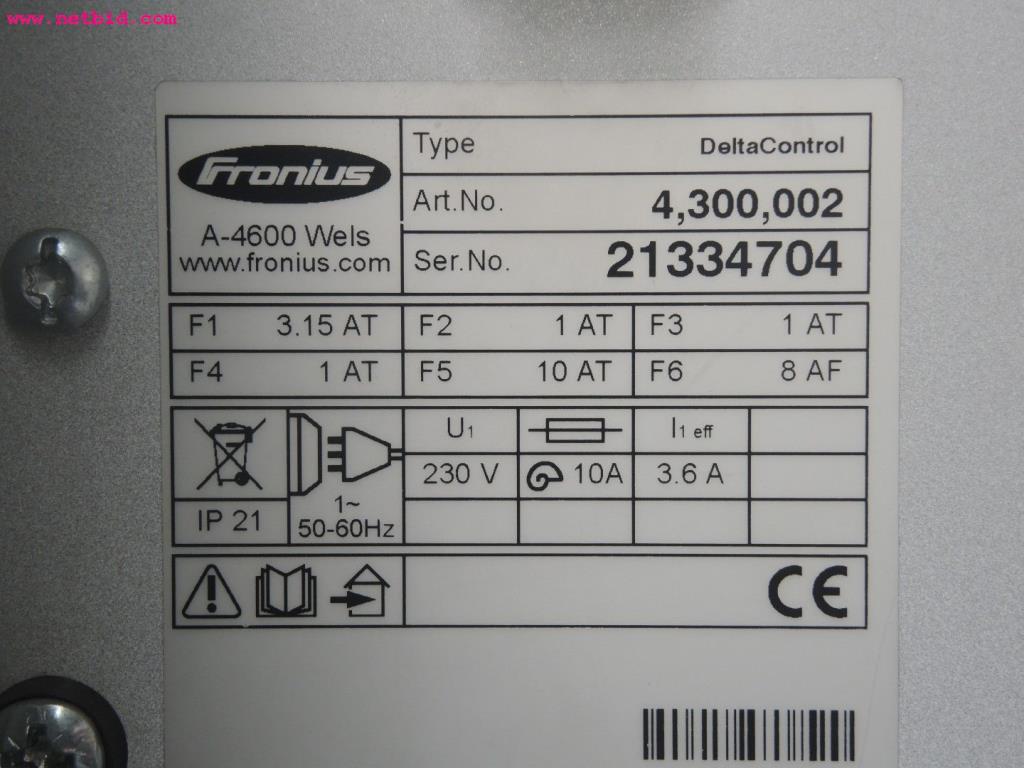 www.netbid.com
Fronius
A-4600 Wels
www.fronius.com
Type DeltaControl
Art.No. 4,300,002
Ser.No. 21334704
F1 3.15 AT F2 1 AT F3 1 AT
F4 1 AT F5 10 AT F6 8 AF
U1 I1 eff
230 V 10A 3.6 A
IP 21
1~
50-60Hz
CE